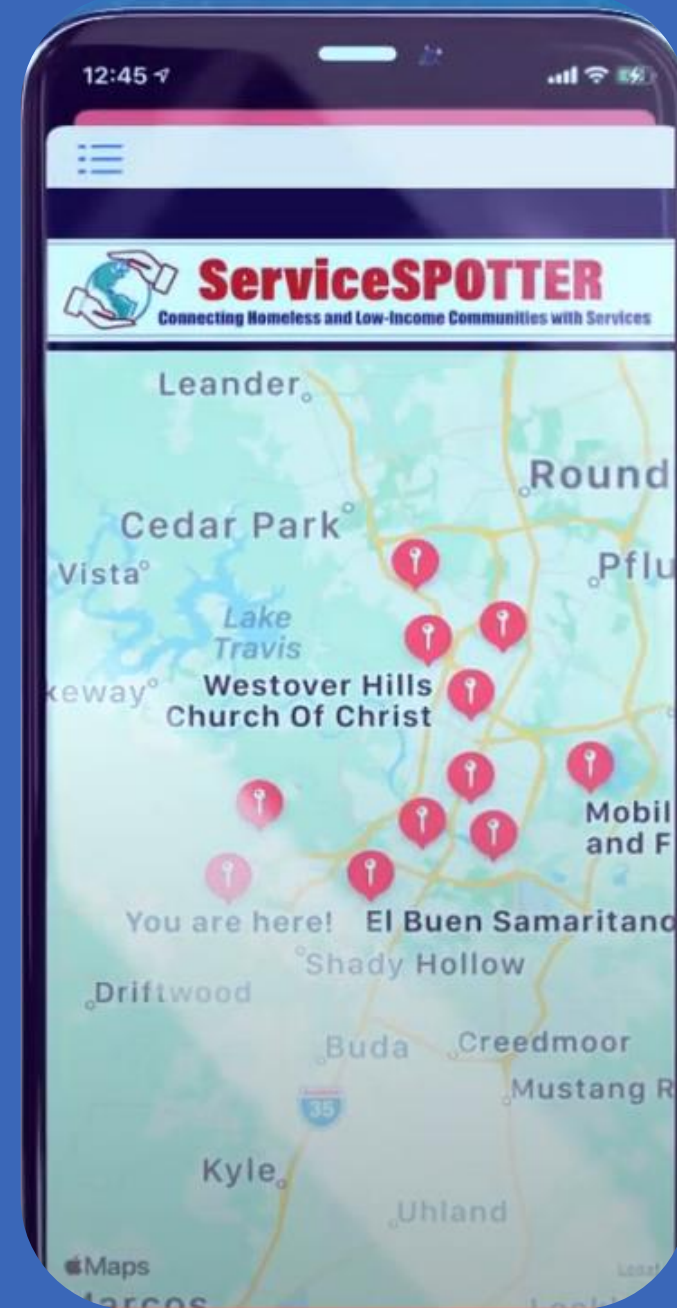 12:45
ServiceSPOTTER
Connecting Homeless and Low-Income Communities with Services
Leander
Round
Cedar Park
Vista
Pflu
Lake
Travis
keway
Westover Hills
Church Of Christ
Mobil
and F
You are here!
El Buen Samaritano
Shady Hollow
Driftwood
Buda
Creedmoor
Mustang R
35
Kyle
Uhland
Maps
arcos